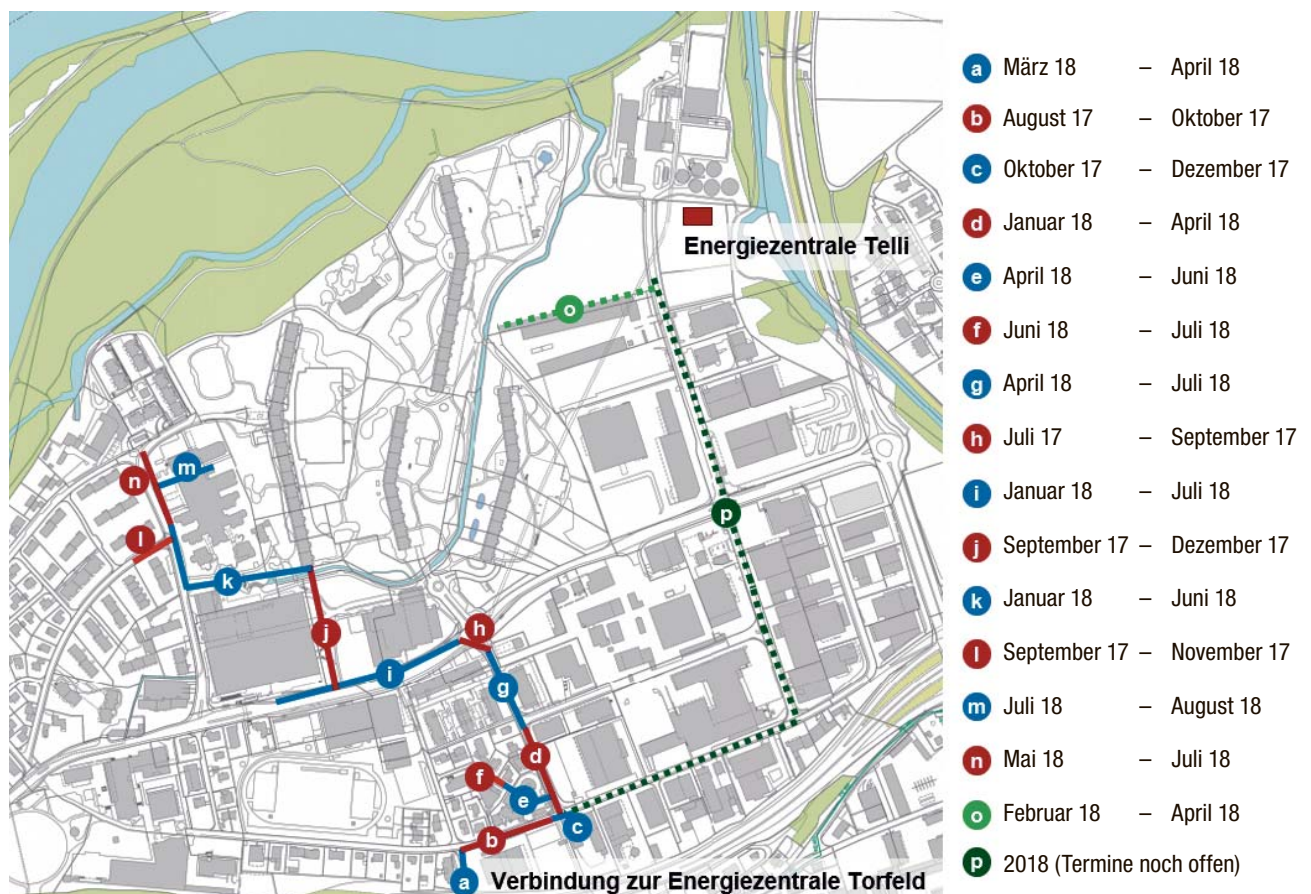 Energiezentrale Telli
o
m
n
l
p
k
j
h
i
g
d
f
e
b
c
a
Verbindung zur Energiezentrale Torfeld
a März 18 – April 18
b August 17 – Oktober 17
c Oktober 17 – Dezember 17
d Januar 18 – April 18
e April 18 – Juni 18
f Juni 18 – Juli 18
g April 18 – Juli 18
h Juli 17 – September 17
i Januar 18 – Juli 18
j September 17 – Dezember 17
k Januar 18 – Juni 18
l September 17 – November 17
m Juli 18 – August 18
n Mai 18 – Juli 18
o Februar 18 – April 18
p 2018 (Termine noch offen)